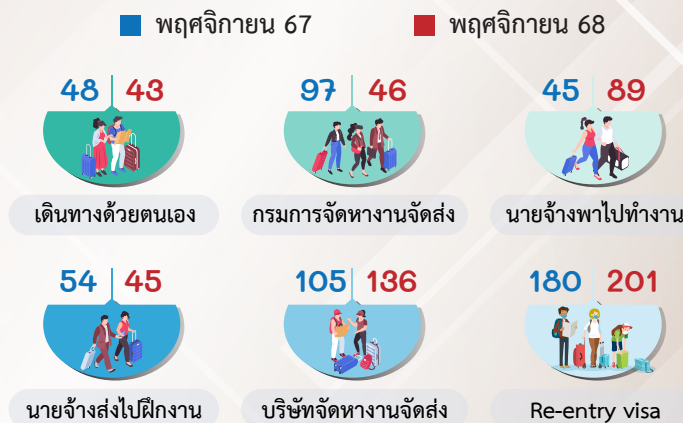 พฤศจิกายน 67 พฤศจิกายน 68
48 43 97 46 45 89
เดินทางด้วยตนเอง กรมการจัดหางานจัดส่ง นายจ้างพาไปทำงาน
54 45 105 136 180 201
นายจ้างส่งไปฝึกงาน บริษัทจัดหางานจัดส่ง Re-entry visa